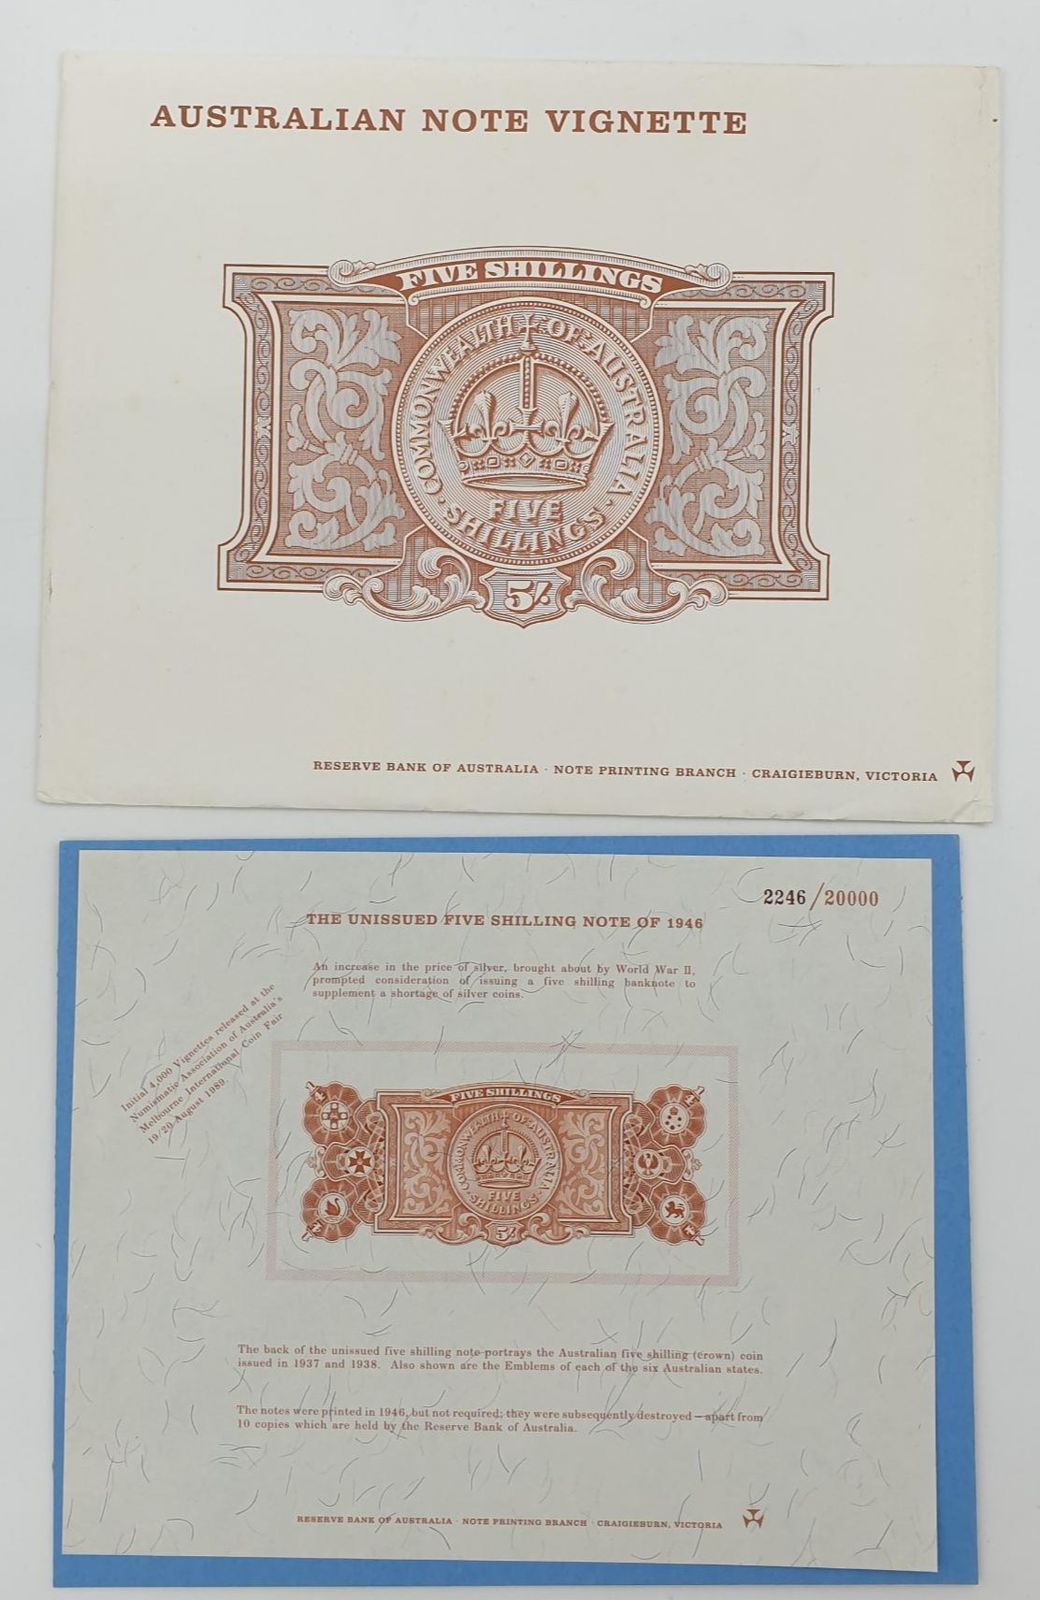 AUSTRALIAN NOTE VIGNETTE
FIVE SHILLINGS
COMMONWEALTH OF AUSTRALIA
FIVE
SHILLINGS
5/-
RESERVE BANK OF AUSTRALIA · NOTE PRINTING BRANCH · CRAIGIEBURN, VICTORIA
2246/20000
THE UNISSUED FIVE SHILLING NOTE OF 1946
An increase in the price of silver, brought about by World War II,
prompted consideration of issuing a five shilling banknote to
supplement a shortage of silver coins.
Initial 4,000 Vignettes released at the
Numismatic Association of Australia's
Melbourne International Coin Fair
19/20 August 1989.
FIVE SHILLINGS
COMMONWEALTH OF AUSTRALIA
FIVE
SHILLINGS
5/-
The back of the unissued five shilling note portrays the Australian five shilling (crown) coin
issued in 1937 and 1938. Also shown are the Emblems of each of the six Australian states.
The notes were printed in 1946, but not required; they were subsequently destroyed — apart from
10 copies which are held by the Reserve Bank of Australia.
RESERVE BANK OF AUSTRALIA · NOTE PRINTING BRANCH · CRAIGIEBURN, VICTORIA